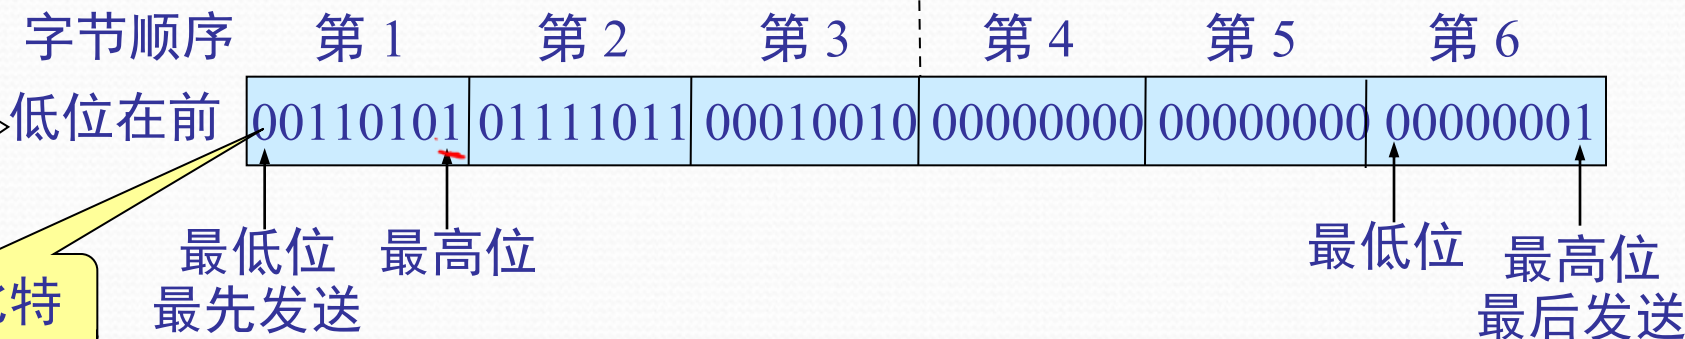 字节顺序 第 1 第 2 第 3 第 4 第 5 第 6
低位在前 00110101 01111011 00010010 00000000 00000000 00000001
最低位 最高位 最低位 最高位
最先发送 最后发送
特